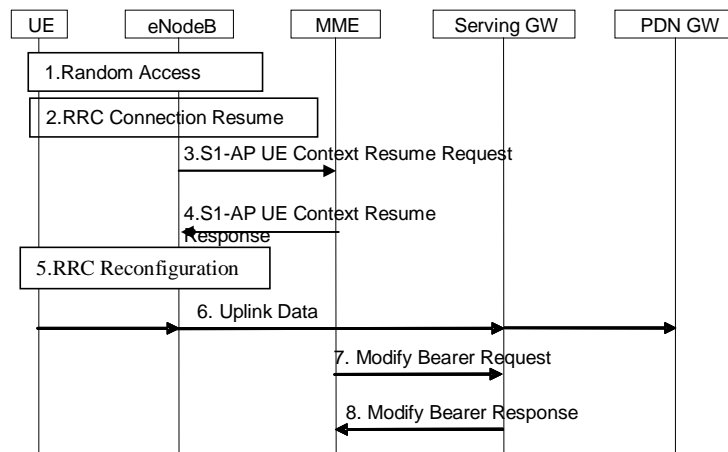 UE
eNodeB
MME
Serving GW
PDN GW
1.Random Access
2.RRC Connection Resume
3.S1-AP UE Context Resume Request
4.S1-AP UE Context Resume
Response
5.RRC Reconfiguration
6. Uplink Data
7. Modify Bearer Request
8. Modify Bearer Response